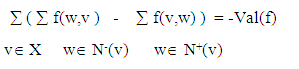 Σ ( Σ f(w,v ) - Σ f(v,w) ) = -Val(f)
v∈ X w∈ N⁻(v) w∈ N⁺(v)